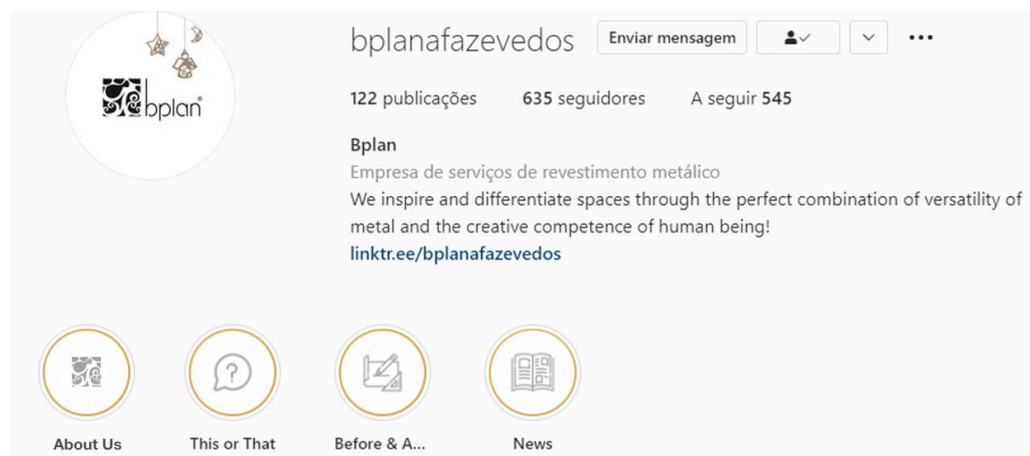 bplan®
bplanafazevedos Enviar mensagem
122 publicações 635 seguidores A seguir 545
Bplan
Empresa de serviços de revestimento metálico
We inspire and differentiate spaces through the perfect combination of versatility of
metal and the creative competence of human being!
linktr.ee/bplanafazevedos
About Us This or That Before & A... News